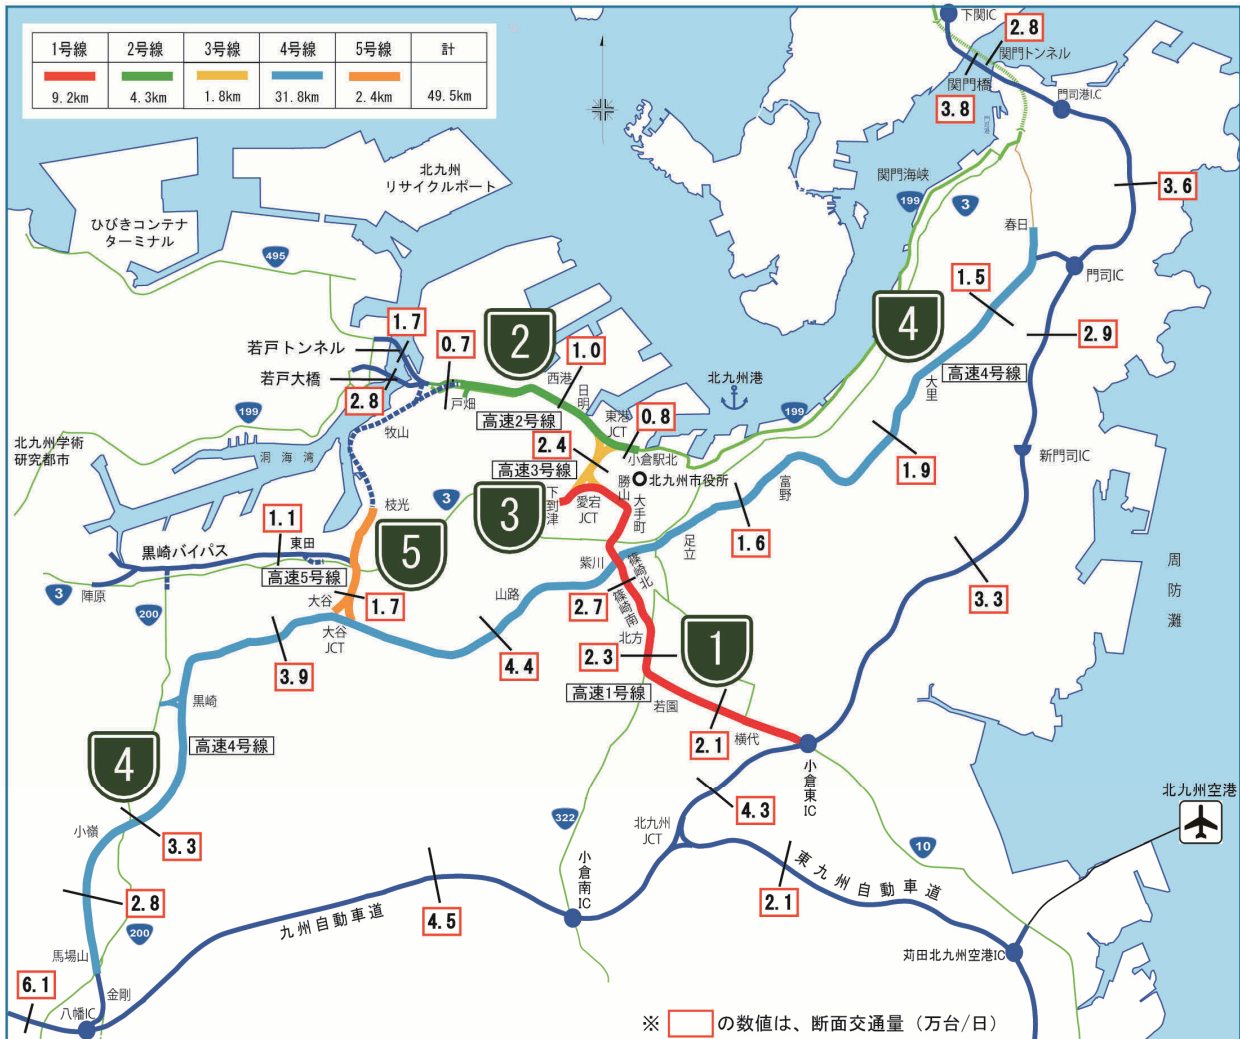 1号線 2号線 3号線 4号線 5号線 計
9.2km 4.3km 1.8km 31.8km 2.4km 49.5km
下関IC
2.8
関門トンネル
関門橋
3.8
門司港I.C
門司港
北九州
リサイクルポート
関門海峡
199
3
3.6
ひびきコンテナ
ターミナル
春日
495
門司IC
1.5
4
2.9
1.7
0.7
2
1.0
若戸トンネル
若戸大橋
2.8
西港
日明
戸畑
高速2号線
東港
JCT
0.8
北九州港
大里
高速4号線
199
199
牧山
北九州学術
研究都市
洞海湾
2.4
小倉駅北
高速3号線
北九州市役所
勝山
新門司IC
1.9
富野
3
枝光
3
下到津
愛宕
JCT
大手町
1.1
黒崎バイパス
東田
5
足立
1.6
紫川
篠崎北
高速5号線
3
陣原
200
大谷
1.7
山路
2.7
篠崎南
3.3
周防灘
大谷
JCT
北方
1
3.9
4.4
2.3
高速1号線
黒崎
若園
2.1
横代
高速4号線
4
小倉東IC
北九州空港
小嶺
3.3
322
北九州
JCT
4.3
10
小倉南IC
東九州自動車道
2.1
2.8
九州自動車道
4.5
200
馬場山
苅田北九州空港IC
6.1
金剛
八幡IC
※ の数値は、断面交通量（万台/日）